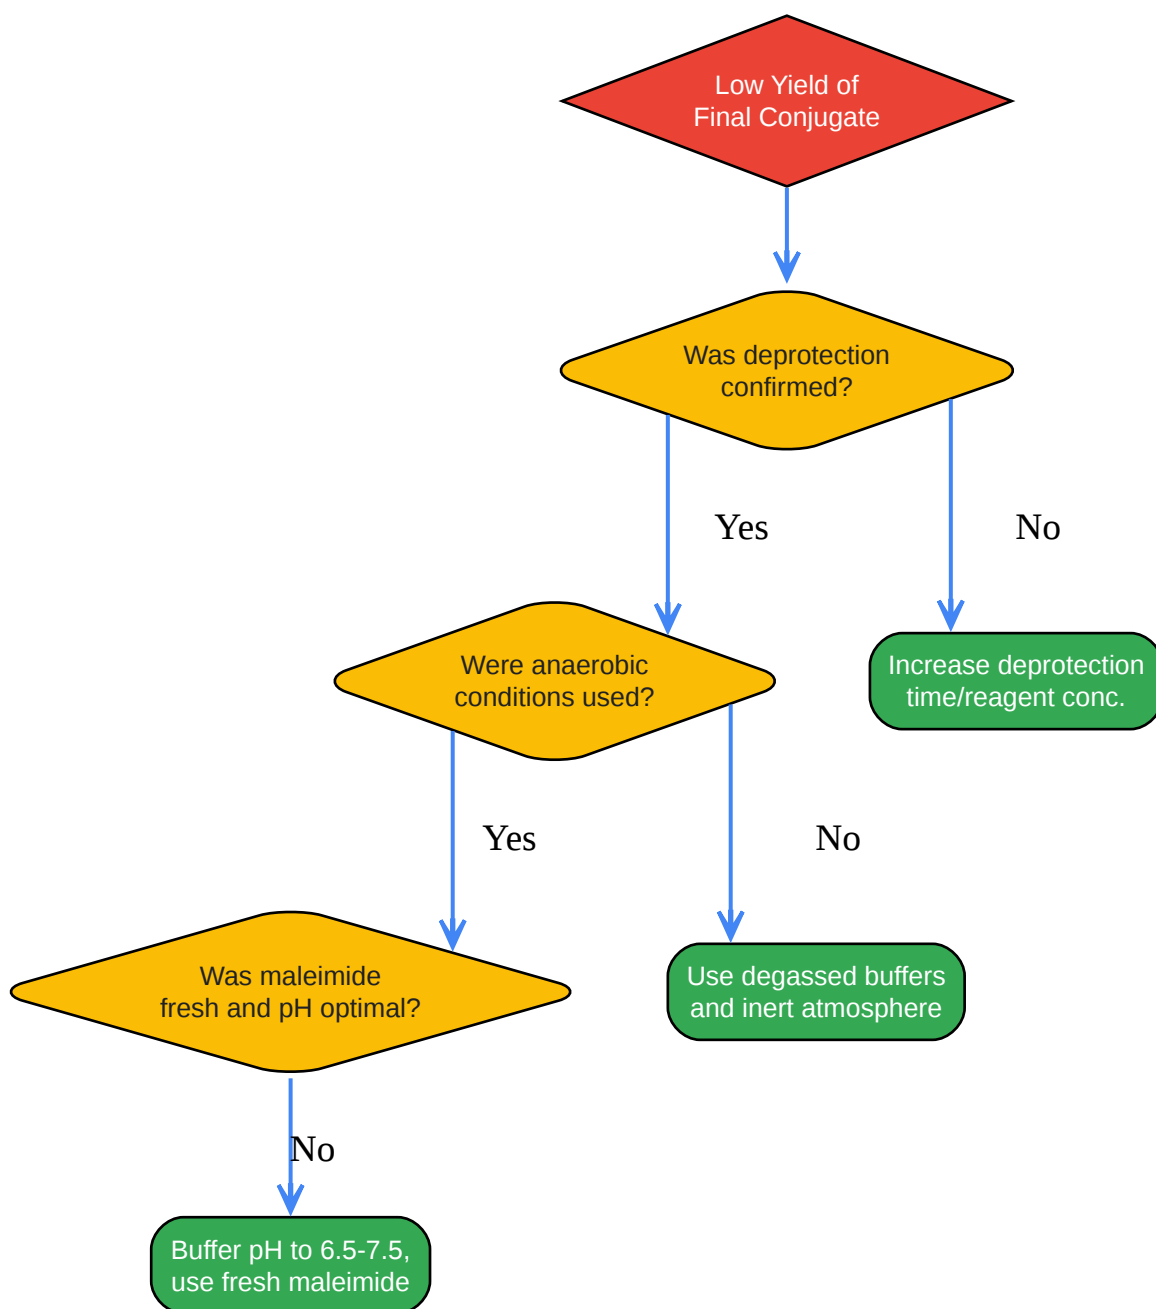 Low Yield of
Final Conjugate
Was deprotection
confirmed?
Yes
No
Were anaerobic
conditions used?
Increase deprotection
time/reagent conc.
Yes
No
Was maleimide
fresh and pH optimal?
Use degassed buffers
and inert atmosphere
No
Buffer pH to 6.5-7.5,
use fresh maleimide